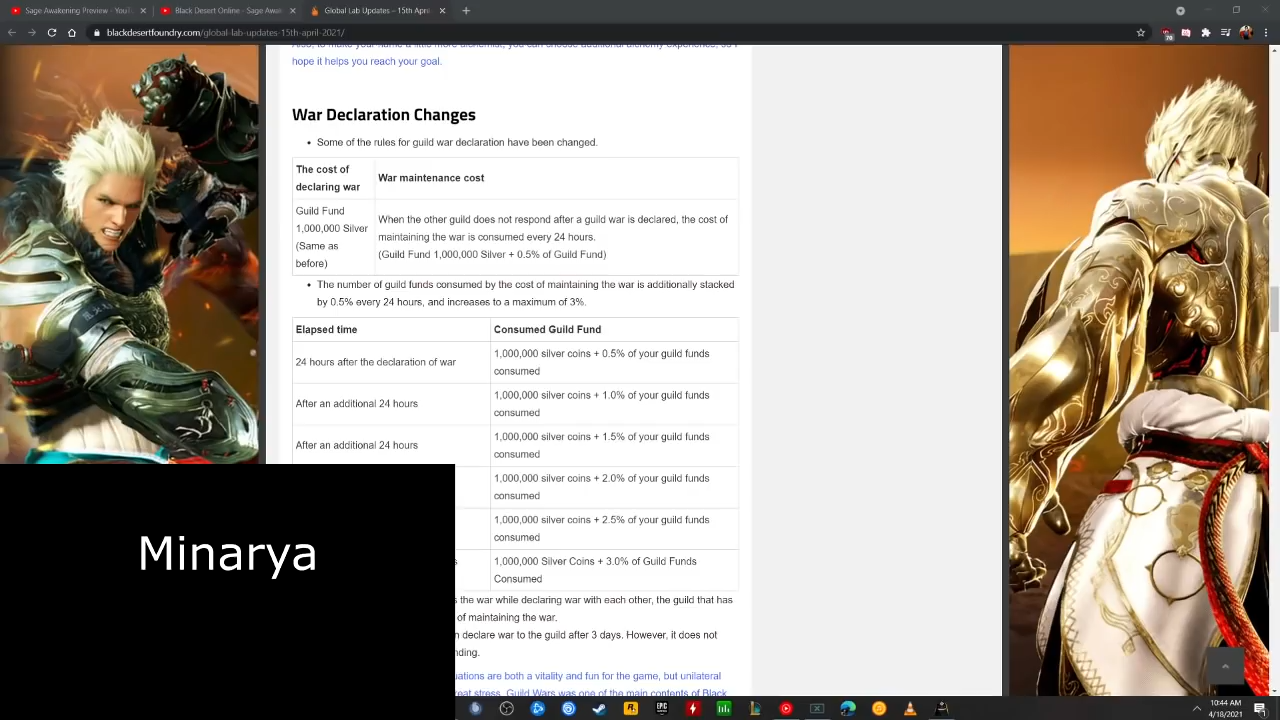 Sage Awakening Preview - YouTu
Black Desert Online - Sage Awak
Global Lab Updates – 15th April
blackdesertfoundry.com/global-lab-updates-15th-april-2021/
hope it helps you reach your goal.
War Declaration Changes
• Some of the rules for guild war declaration have been changed.
The cost of
declaring war
War maintenance cost
Guild Fund
1,000,000 Silver
(Same as
before)
When the other guild does not respond after a guild war is declared, the cost of
maintaining the war is consumed every 24 hours.
(Guild Fund 1,000,000 Silver + 0.5% of Guild Fund)
• The number of guild funds consumed by the cost of maintaining the war is additionally stacked
by 0.5% every 24 hours, and increases to a maximum of 3%.
Elapsed time
Consumed Guild Fund
24 hours after the declaration of war
1,000,000 silver coins + 0.5% of your guild funds
consumed
After an additional 24 hours
1,000,000 silver coins + 1.0% of your guild funds
consumed
After an additional 24 hours
1,000,000 silver coins + 1.5% of your guild funds
consumed
1,000,000 silver coins + 2.0% of your guild funds
consumed
1,000,000 silver coins + 2.5% of your guild funds
consumed
s
1,000,000 Silver Coins + 3.0% of Guild Funds
Consumed
s the war while declaring war with each other, the guild that has
of maintaining the war.
n declare war to the guild after 3 days. However, it does not
nding.
uations are both a vitality and fun for the game, but unilateral
reat stress. Guild Wars was one of the main contents of Black
Minarya
10:44 AM
4/18/2021